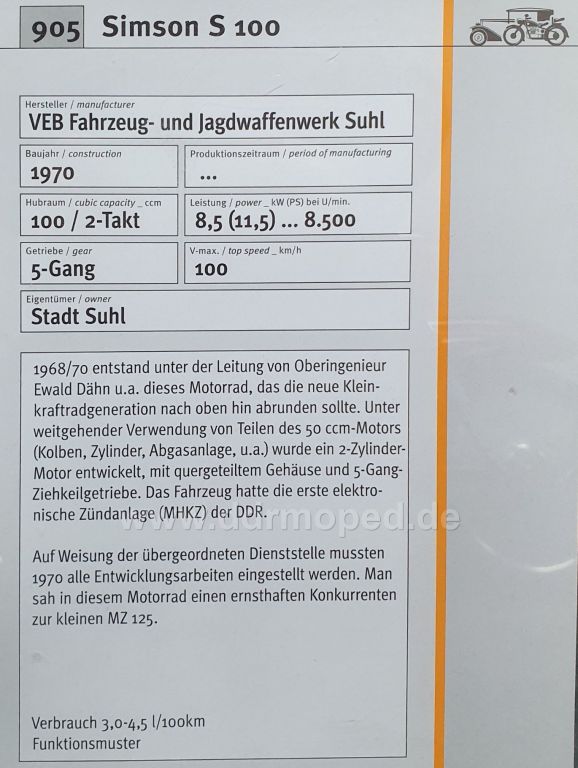 905 Simson S 100
Hersteller / manufacturer
VEB Fahrzeug- und Jagdwaffenwerk Suhl
Baujahr / construction
1970
Produktionszeitraum / period of manufacturing
...
Hubraum / cubic capacity _ ccm
100 / 2-Takt
Leistung / power _ kW (PS) bei U/min.
8,5 (11,5) ... 8.500
Getriebe / gear
5-Gang
V-max. / top speed _ km/h
100
Eigentümer / owner
Stadt Suhl
1968/70 entstand unter der Leitung von Oberingenieur
Ewald Dähn u.a. dieses Motorrad, das die neue Klein-
kraftradgeneration nach oben hin abrunden sollte. Unter
weitgehender Verwendung von Teilen des 50 ccm-Motors
(Kolben, Zylinder, Abgasanlage, u.a.) wurde ein 2-Zylinder-
Motor entwickelt, mit quergeteiltem Gehäuse und 5-Gang-
Ziehkeilgetriebe. Das Fahrzeug hatte die erste elektro-
nische Zündanlage (MHKZ) der DDR.
www.ddrmoped.de
Auf Weisung der übergeordneten Dienststelle mussten
1970 alle Entwicklungsarbeiten eingestellt werden. Man
sah in diesem Motorrad einen ernsthaften Konkurrenten
zur kleinen MZ 125.
Verbrauch 3,0-4,5 l/100km
Funktionsmuster